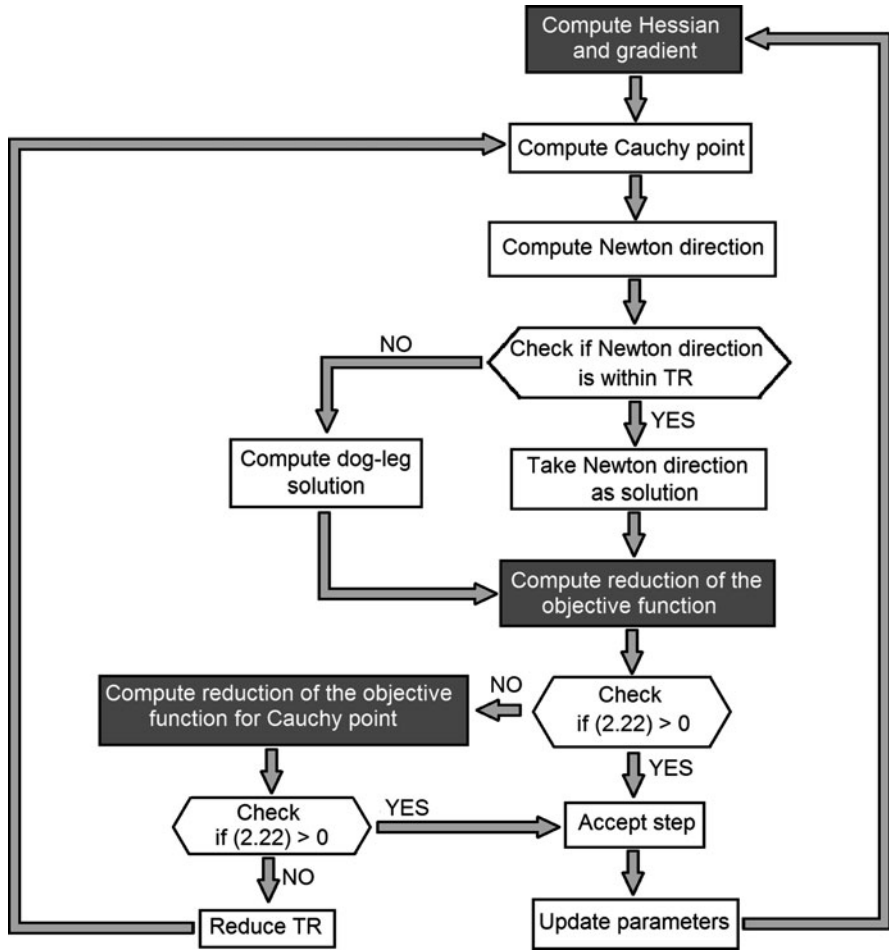 Compute Hessian
and gradient
Compute Cauchy point
Compute Newton direction
NO
Check if Newton direction
is within TR
YES
Compute dog-leg
solution
Take Newton direction
as solution
Compute reduction of the
objective function
Compute reduction of the objective
function for Cauchy point
NO
Check
if (2.22) > 0
YES
Check
if (2.22) > 0
YES
Accept step
NO
Reduce TR
Update parameters